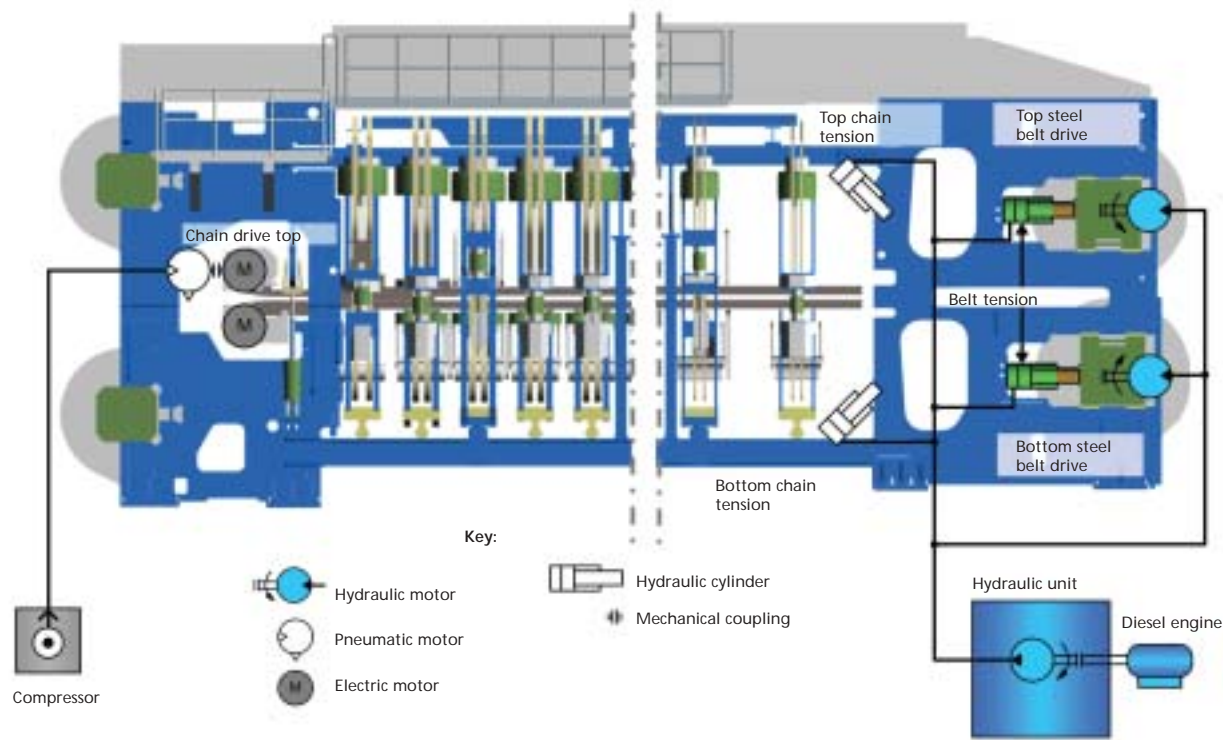 Top chain
tension
Top steel
belt drive
Chain drive top
M
M
Belt tension
Bottom steel
belt drive
Bottom chain
tension
Key:
Hydraulic motor
Pneumatic motor
M
Electric motor
Hydraulic cylinder
Mechanical coupling
Compressor
Hydraulic unit
Diesel engine